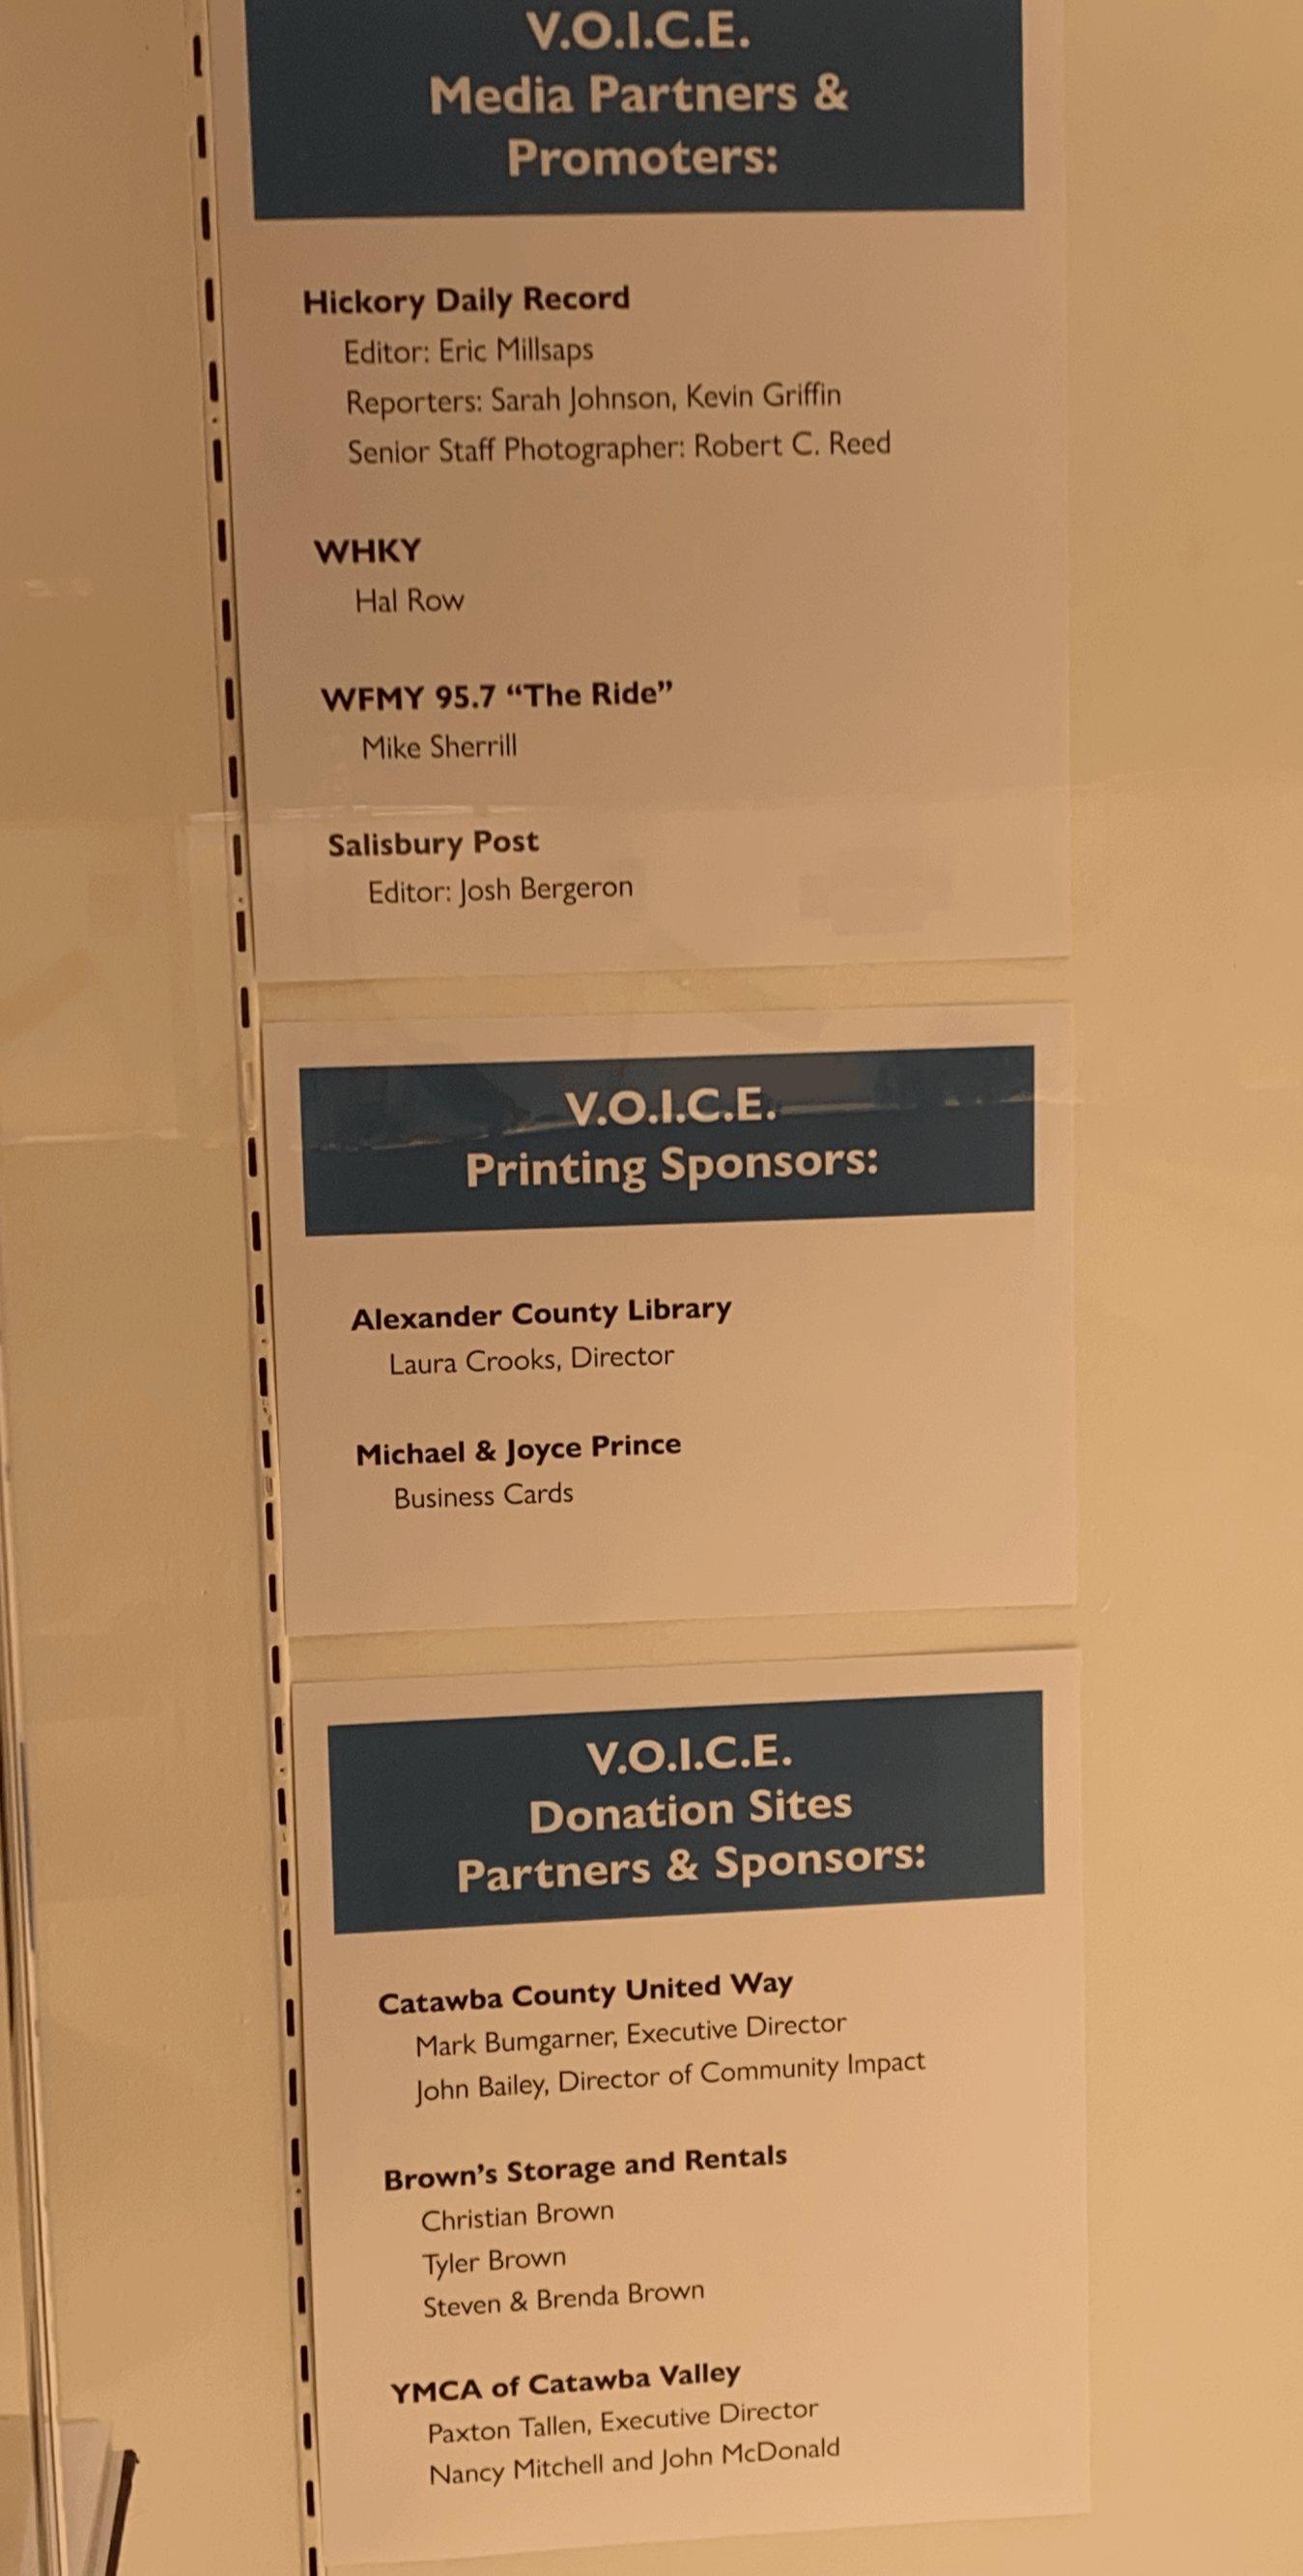 V.O.I.C.E.
Media Partners &
Promoters:
Hickory Daily Record
Editor: Eric Millsaps
Reporters: Sarah Johnson, Kevin Griffin
Senior Staff Photographer: Robert C. Reed
WHKY
Hal Row
WFMY 95.7 “The Ride”
Mike Sherrill
Salisbury Post
Editor: Josh Bergeron
V.O.I.C.E.
Printing Sponsors:
Alexander County Library
Laura Crooks, Director
Michael & Joyce Prince
Business Cards
V.O.I.C.E.
Donation Sites
Partners & Sponsors:
Catawba County United Way
Mark Bumgarner, Executive Director
John Bailey, Director of Community Impact
Brown’s Storage and Rentals
Christian Brown
Tyler Brown
Steven & Brenda Brown
YMCA of Catawba Valley
Paxton Tallen, Executive Director
Nancy Mitchell and John McDonald